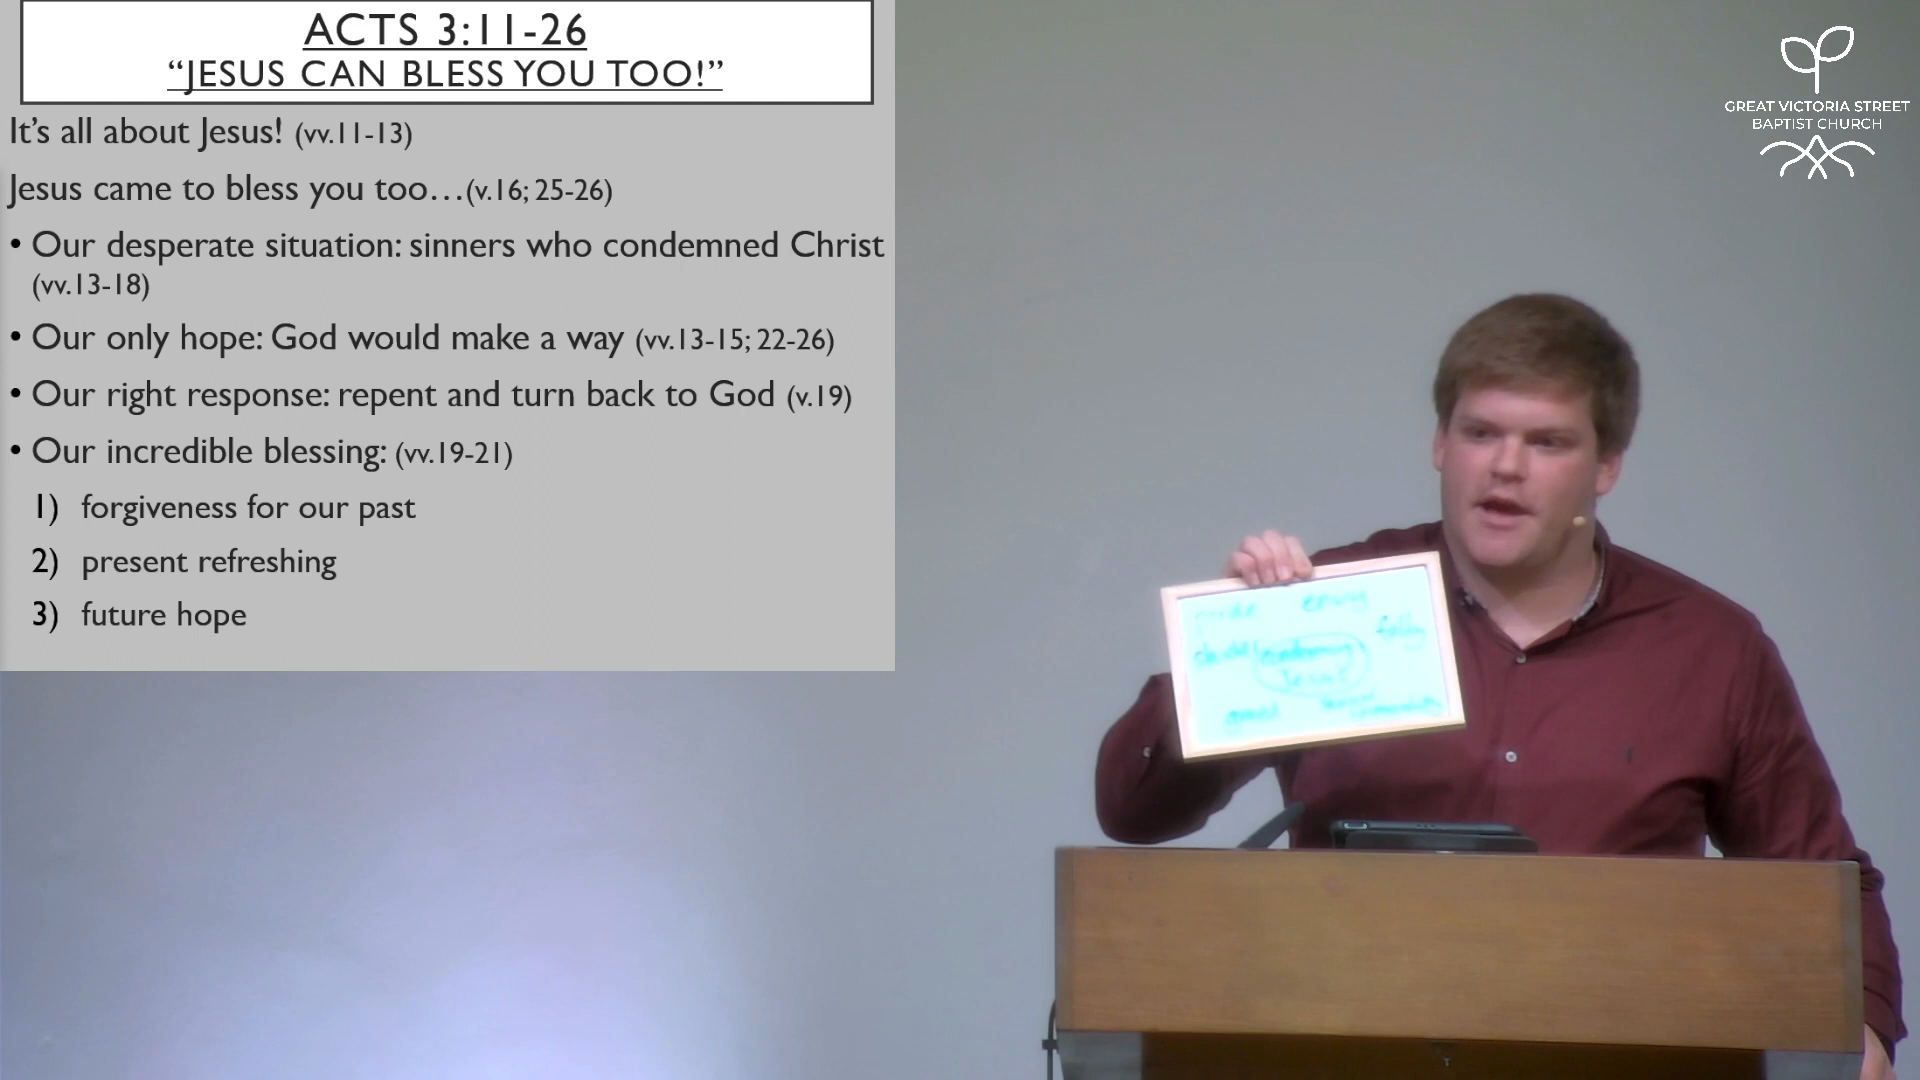 ACTS 3:11-26
“JESUS CAN BLESS YOU TOO!”
It’s all about Jesus! (vv.11-13)
Jesus came to bless you too…(v.16; 25-26)
• Our desperate situation: sinners who condemned Christ
(vv.13-18)
• Our only hope: God would make a way (vv.13-15; 22-26)
• Our right response: repent and turn back to God (v.19)
• Our incredible blessing: (vv.19-21)
1) forgiveness for our past
2) present refreshing
3) future hope
GREAT VICTORIA STREET
BAPTIST CHURCH
pride envy
folly
Jesus
greed